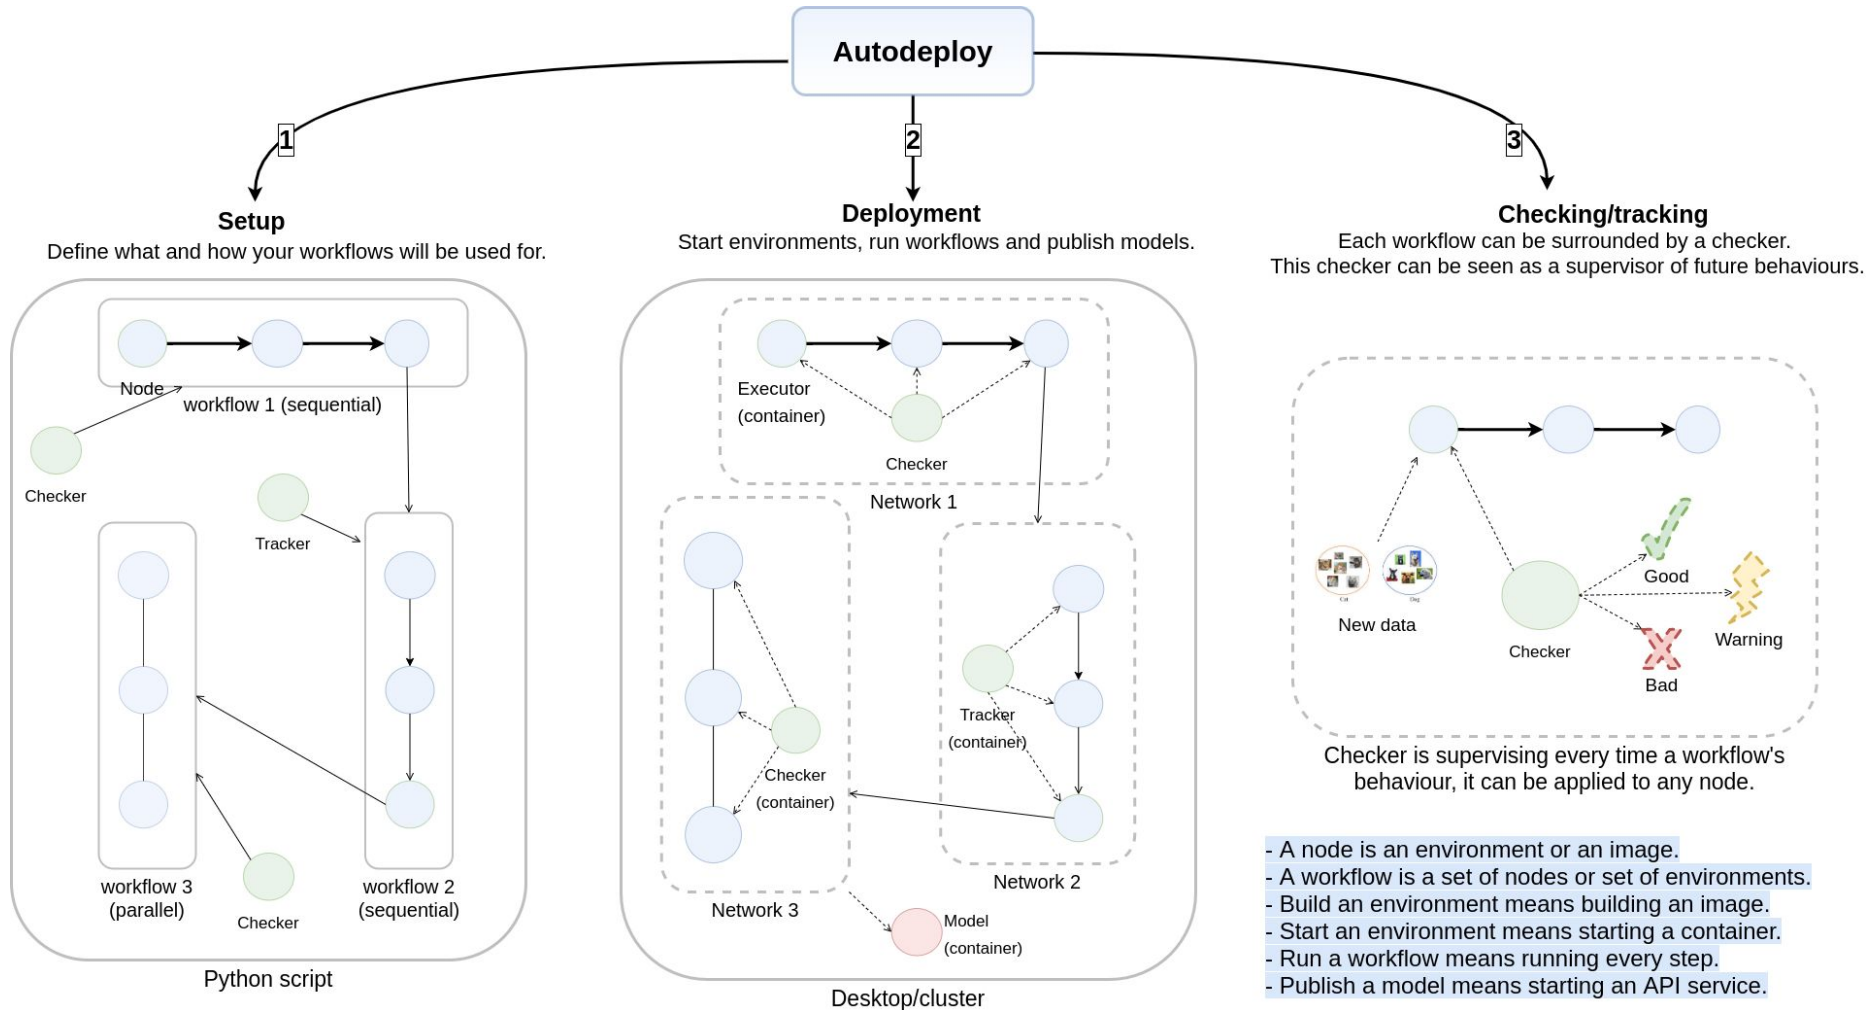 Autodeploy
1
2
3
Setup
Define what and how your workflows will be used for.
Node
workflow 1 (sequential)
Checker
Tracker
workflow 3
(parallel)
workflow 2
(sequential)
Checker
Python script
Deployment
Start environments, run workflows and publish models.
Executor
(container)
Checker
Network 1
Tracker
(container)
Checker
(container)
Network 2
Network 3
Model
(container)
Desktop/cluster
Checking/tracking
Each workflow can be surrounded by a checker.
This checker can be seen as a supervisor of future behaviours.
Cat
Dog
New data
Checker
Good
Warning
Bad
Checker is supervising every time a workflow's
behaviour, it can be applied to any node.
- A node is an environment or an image.
- A workflow is a set of nodes or set of environments.
- Build an environment means building an image.
- Start an environment means starting a container.
- Run a workflow means running every step.
- Publish a model means starting an API service.